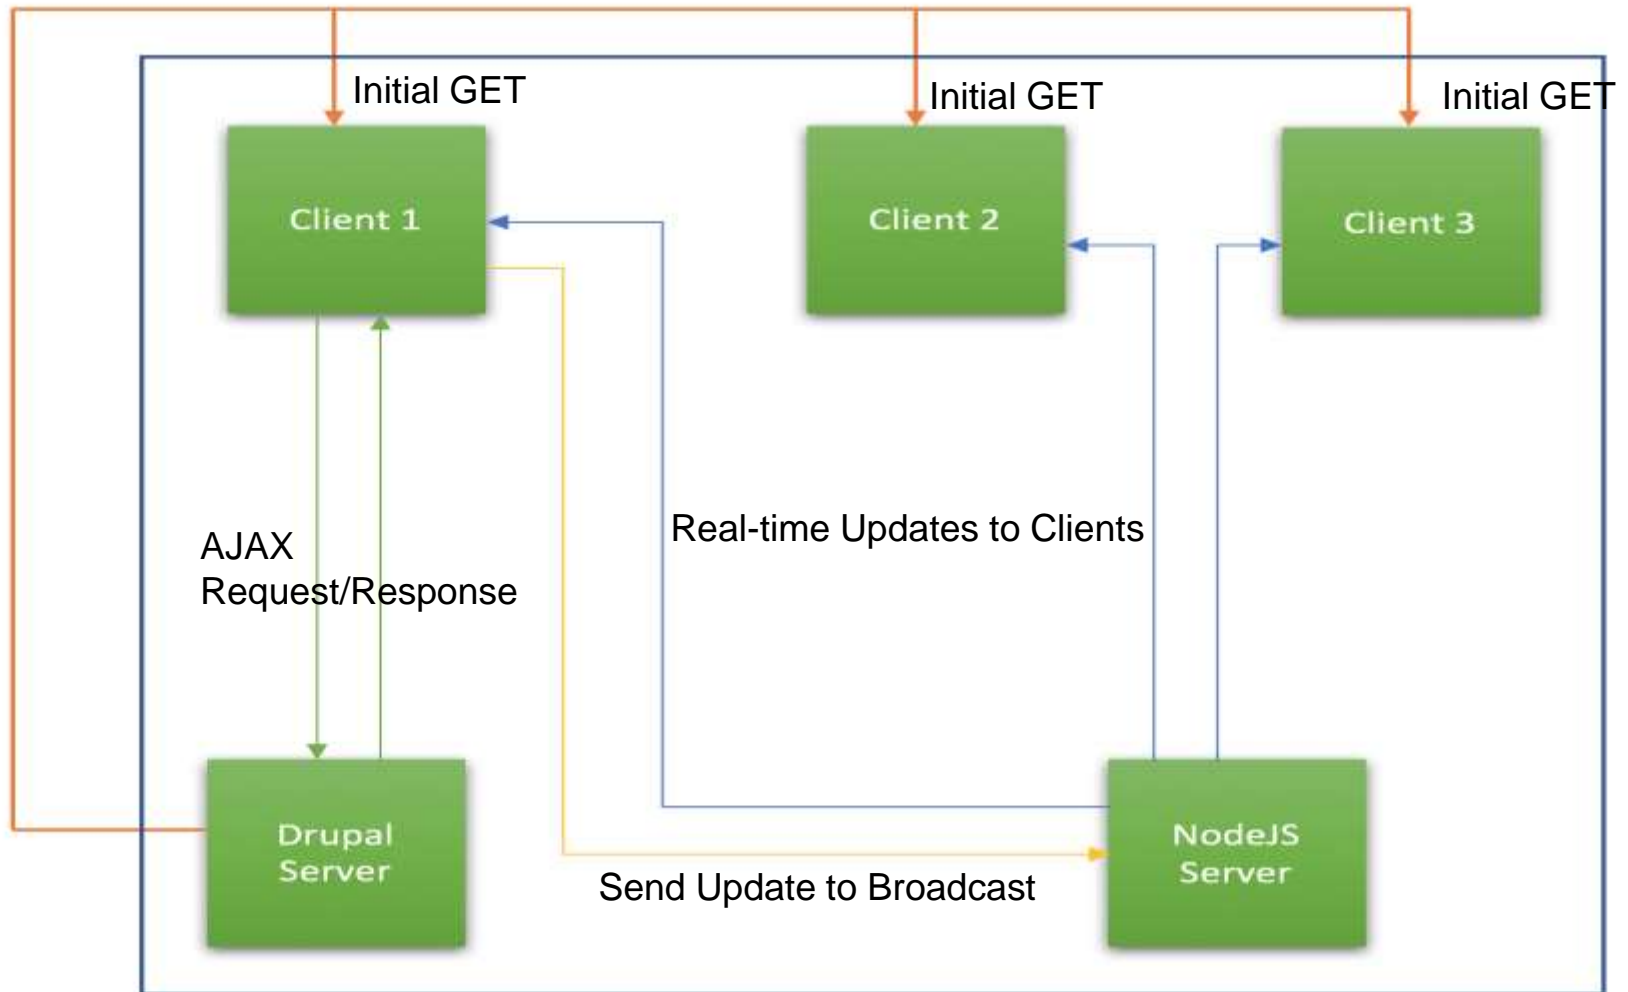 Initial GET
Initial GET
Initial GET
Client 1
Client 2
Client 3
Real-time Updates to Clients
AJAX
Request/Response
Drupal
Server
NodeJS
Server
Send Update to Broadcast